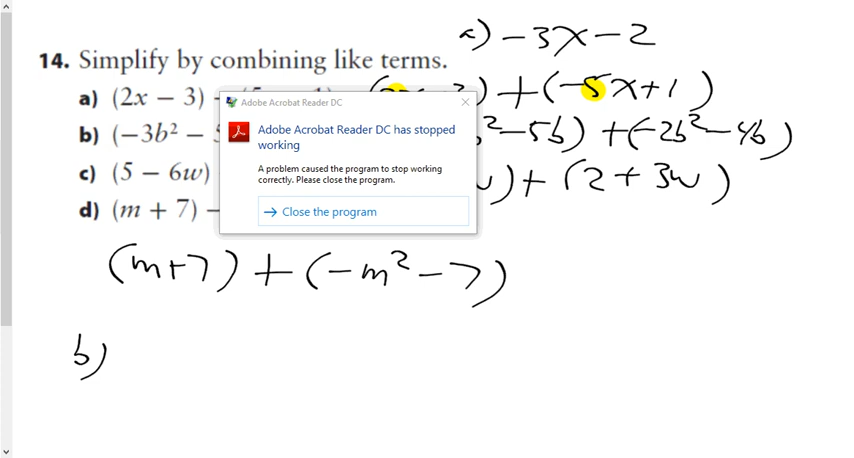 a) -3x - 2
14. Simplify by combining like terms.
a) (2x − 3)
+ (-5x+1)
b) (−3b² −
²-5b) + (-2b²-4b)
c) (5 − 6w)
) + (2 + 3w)
d) (m + 7) −
Adobe Acrobat Reader DC
Adobe Acrobat Reader DC has stopped
working
A problem caused the program to stop working
correctly. Please close the program.
→ Close the program
(m+7) + (-m² - 7)
b)